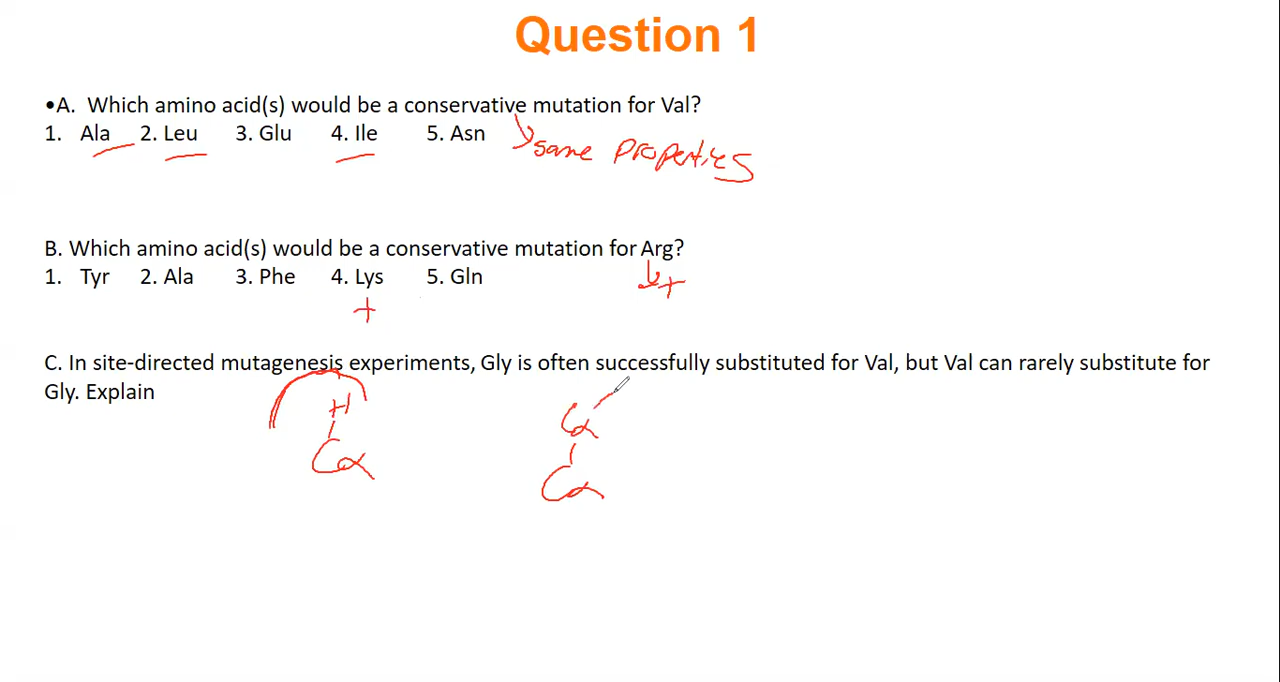 Question 1
•A. Which amino acid(s) would be a conservative mutation for Val?
1. Ala 2. Leu 3. Glu 4. Ile 5. Asn
same properties
B. Which amino acid(s) would be a conservative mutation for Arg?
1. Tyr 2. Ala 3. Phe 4. Lys 5. Gln
+
+
C. In site-directed mutagenesis experiments, Gly is often successfully substituted for Val, but Val can rarely substitute for
Gly. Explain
H
Cα
Cα
Cα